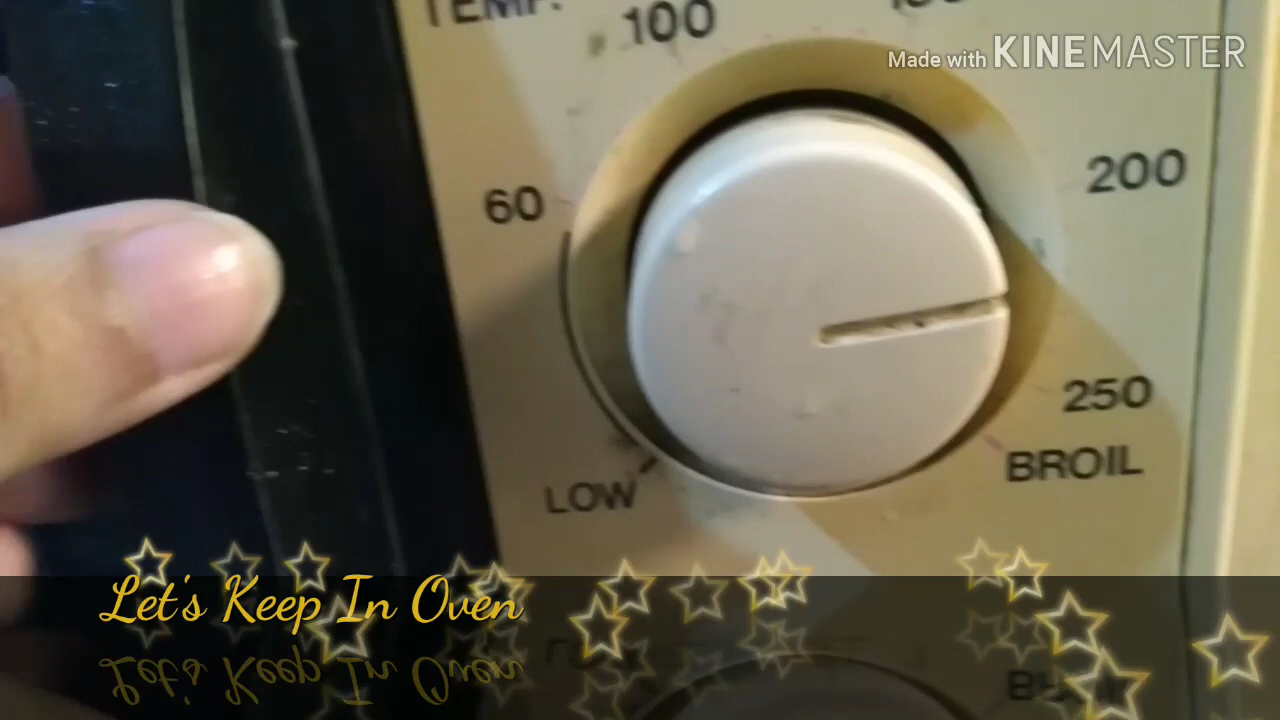 TEMP.
100
Made with KINEMASTER
60
200
250
BROIL
LOW
Let's Keep In Oven